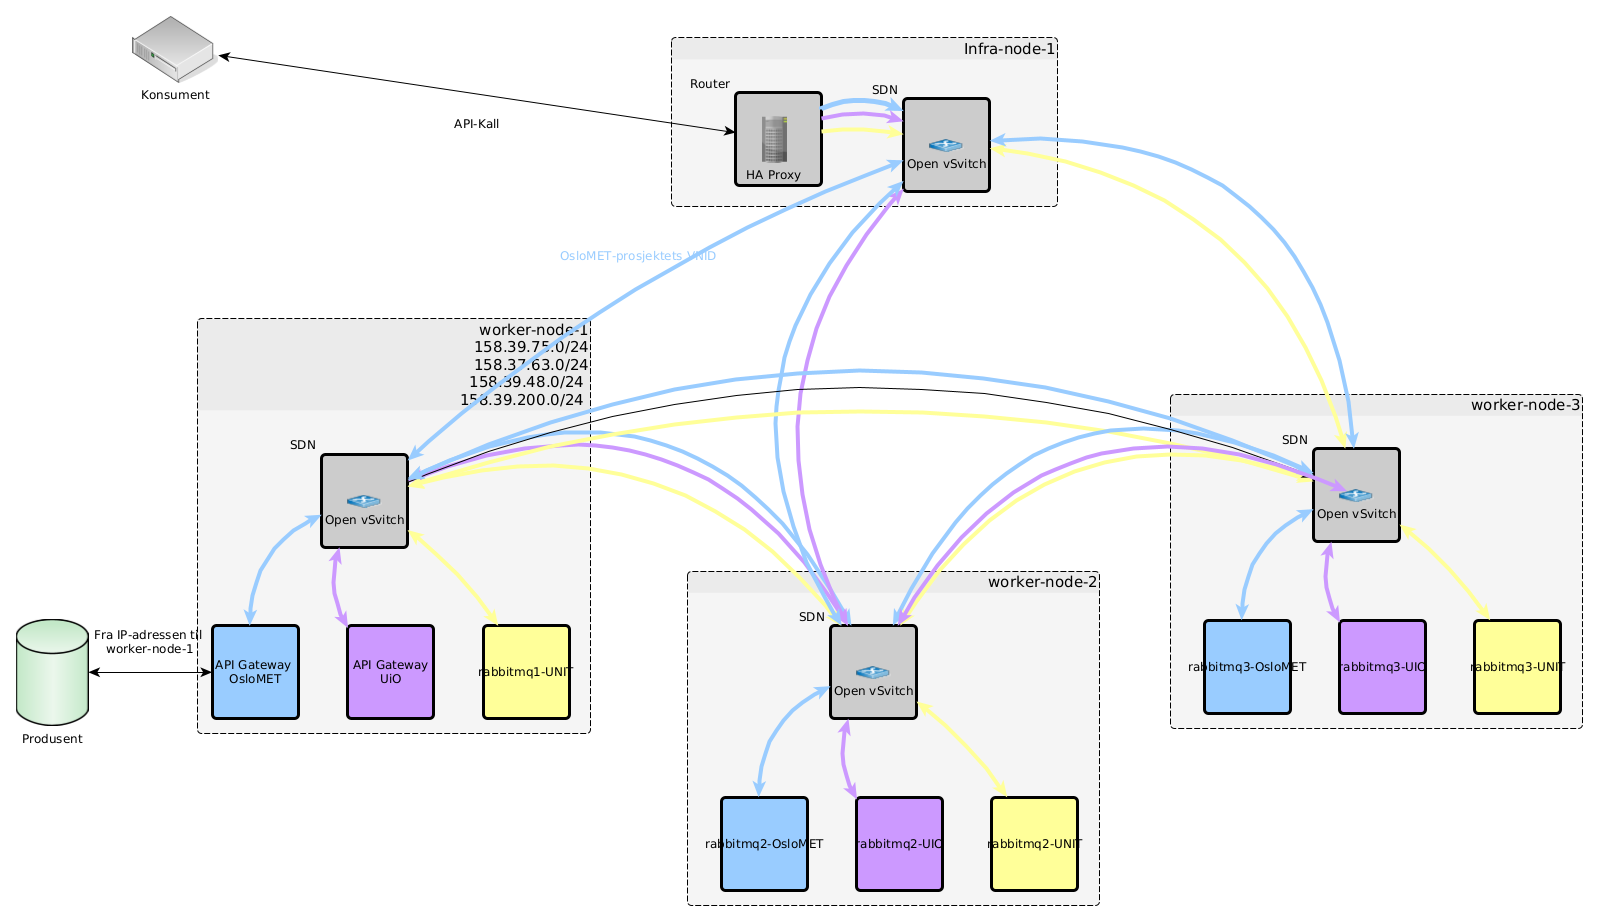 Konsument
API-Kall
Infra-node-1
Router
SDN
HA Proxy
Open vSvitch
OsloMET-prosjektets VNID
worker-node-1
158.39.75.0/24
158.37.63.0/24
158.39.48.0/24
158.39.200.0/24
SDN
Open vSvitch
Fra IP-adressen til
worker-node-1
Produsent
API Gateway
OsloMET
API Gateway
UiO
rabbitmq1-UNIT
worker-node-2
SDN
Open vSvitch
rabbitmq2-OsloMET
rabbitmq2-UIO
rabbitmq2-UNIT
worker-node-3
SDN
Open vSvitch
rabbitmq3-OsloMET
rabbitmq3-UIO
rabbitmq3-UNIT